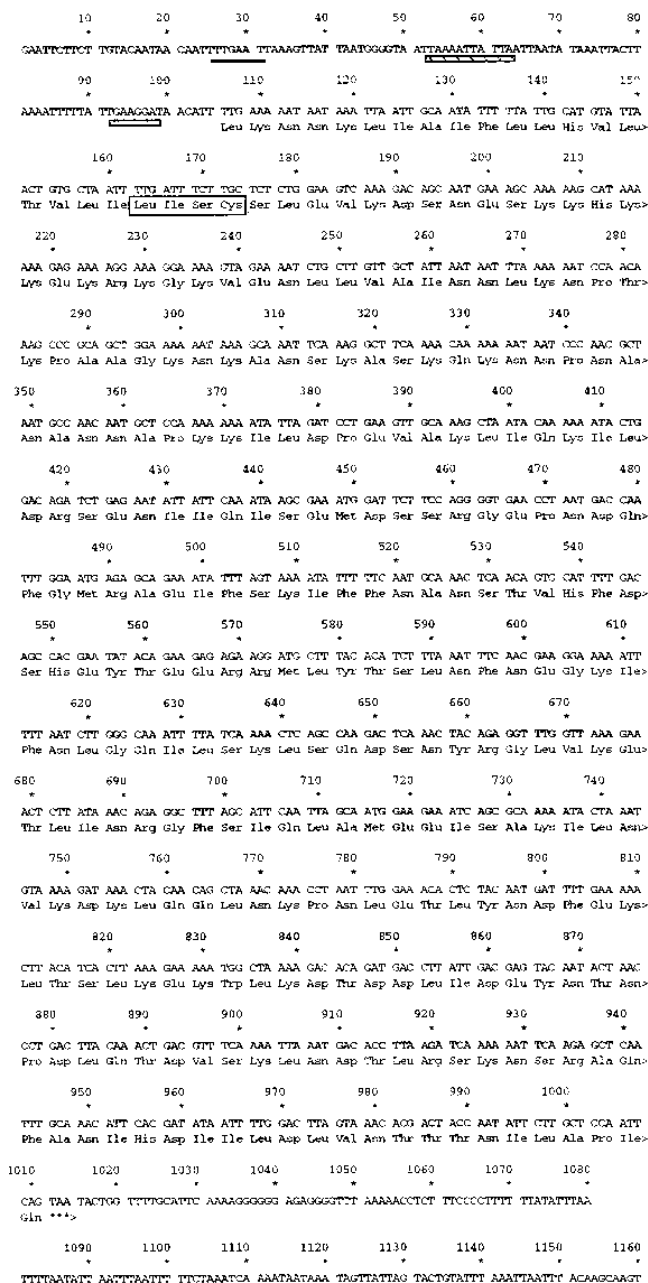 10 20 30 40 50 60 70 80
* * * * * * * *
GAATTCTTCT TGTACAATAA CAATTTTGAA TTAAAGTTAT TAATGGGGTA ATTAAAATTA TTAATTAATA TAAATTACTT
90 100 110 120 130 140 150
* * * * * * *
AAAATTTTTA TTGAAGGATA ACATT TTG AAA AAT AAT AAA TTA ATT GCA ATA TTT TTA TTG CAT GTA TTA
Leu Lys Asn Asn Lys Leu Ile Ala Ile Phe Leu Leu His Val Leu>
160 170 180 190 200 210
* * * * * *
ACT GTG CTA ATT TTG ATT TCT TGC TCT CTG GAA GTC AAA GAC AGC AAT GAA AGC AAA AAG CAT AAA
Thr Val Leu Ile Leu Ile Ser Cys Ser Leu Glu Val Lys Asp Ser Asn Glu Ser Lys Lys His Lys>
220 230 240 250 260 270 280
* * * * * * *
AAA GAG AAA AGG AAA GGA AAA GTA GAA AAT CTG CTT GTT GCT ATT AAT AAT TTA AAA AAT CCA ACA
Lys Glu Lys Arg Lys Gly Lys Val Glu Asn Leu Leu Val Ala Ile Asn Asn Leu Lys Asn Pro Thr>
290 300 310 320 330 340
* * * * * *
AAG CCC GCA GCT GGA AAA AAT AAA GCA AAT TCA AAG GCT TCA AAA CAA AAA AAT AAT CCC AAC GCT
Lys Pro Ala Ala Gly Lys Asn Lys Ala Asn Ser Lys Ala Ser Lys Gln Lys Asn Asn Pro Asn Ala>
350 360 370 380 390 400 410
* * * * * * *
AAT GCC AAC AAT GCT CCA AAA AAA ATA TTA GAT CCT GAA GTT GCA AAG CTA ATA CAA AAA ATA CTG
Asn Ala Asn Asn Ala Pro Lys Lys Ile Leu Asp Pro Glu Val Ala Lys Leu Ile Gln Lys Ile Leu>
420 430 440 450 460 470 480
* * * * * * *
GAC AGA TCT GAG AAT ATT ATT CAA ATA AGC GAA ATG GAT TCT TCC AGG GGT GAA CCT AAT GAC CAA
Asp Arg Ser Glu Asn Ile Ile Gln Ile Ser Glu Met Asp Ser Ser Arg Gly Glu Pro Asn Asp Gln>
490 500 510 520 530 540
* * * * * *
TTT GGA ATG AGA GCA GAA ATA TTT AGT AAA ATA TTT TTC AAT GCA AAC TCA ACA GTG CAT TTT GAC
Phe Gly Met Arg Ala Glu Ile Phe Ser Lys Ile Phe Phe Asn Ala Asn Ser Thr Val His Phe Asp>
550 560 570 580 590 600 610
* * * * * * *
AGC CAC GAA TAT ACA GAA GAG AGA AGG ATG CTT TAC ACA TCT TTA AAT TTC AAC GAA GGA AAA ATT
Ser His Glu Tyr Thr Glu Glu Arg Arg Met Leu Tyr Thr Ser Leu Asn Phe Asn Glu Gly Lys Ile>
620 630 640 650 660 670
* * * * * *
TTT AAT CTT GGG CAA ATT TTA TCA AAA CTC AGC CAA GAC TCA AAC TAC AGA GGT TTG GTT AAA GAA
Phe Asn Leu Gly Gln Ile Leu Ser Lys Leu Ser Gln Asp Ser Asn Tyr Arg Gly Leu Val Lys Glu>
680 690 700 710 720 730 740
* * * * * * *
ACT CTT ATA AAC AGA GGC TTT AGC ATT CAA TTA GCA ATG GAA GAA ATC AGC GCA AAA ATA CTA AAT
Thr Leu Ile Asn Arg Gly Phe Ser Ile Gln Leu Ala Met Glu Glu Ile Ser Ala Lys Ile Leu Asn>
750 760 770 780 790 800 810
* * * * * * *
GTA AAA GAT AAA CTA CAA CAG CTA AAC AAA CCT AAT TTG GAA ACA CTC TAC AAT GAT TTT GAA AAA
Val Lys Asp Lys Leu Gln Gln Leu Asn Lys Pro Asn Leu Glu Thr Leu Tyr Asn Asp Phe Glu Lys>
820 830 840 850 860 870
* * * * * *
CTT ACA TCA CTT AAA GAA AAA TGG CTA AAA GAC ACA GAT GAC CTT ATT GAC GAG TAC AAT ACT AAC
Leu Thr Ser Leu Lys Glu Lys Trp Leu Lys Asp Thr Asp Asp Leu Ile Asp Glu Tyr Asn Thr Asn>
880 890 900 910 920 930 940
* * * * * * *
CCT GAC TTA CAA ACT GAC GTT TCA AAA TTA AAT GAC ACC TTA AGA TCA AAA AAT TCA AGA GCT CAA
Pro Asp Leu Gln Thr Asp Val Ser Lys Leu Asn Asp Thr Leu Arg Ser Lys Asn Ser Arg Ala Gln>
950 960 970 980 990 1000
* * * * * *
TTT GCA AAC ATT CAC GAT ATA ATT TTG GAC TTA GTA AAC ACG ACT ACC AAT ATT CTT GCT CCA ATT
Phe Ala Asn Ile His Asp Ile Ile Leu Asp Leu Val Asn Thr Thr Thr Asn Ile Leu Ala Pro Ile>
1010 1020 1030 1040 1050 1060 1070 1080
* * * * * * * *
CAG TAA TACTGG TTTTGCATTC AAAAGGGGGG AGAGGGGTTT AAAAACCTCT TTCCCCTTTT TTATATTTAA
Gln ***>
1090 1100 1110 1120 1130 1140 1150 1160
* * * * * * * *
TTTTAATATT AATTTAATTT TTCTAAATCA AAATAATAAA TAGTTATTAG TACTGTATTT AAATTAATTT ACAAGCAAGT